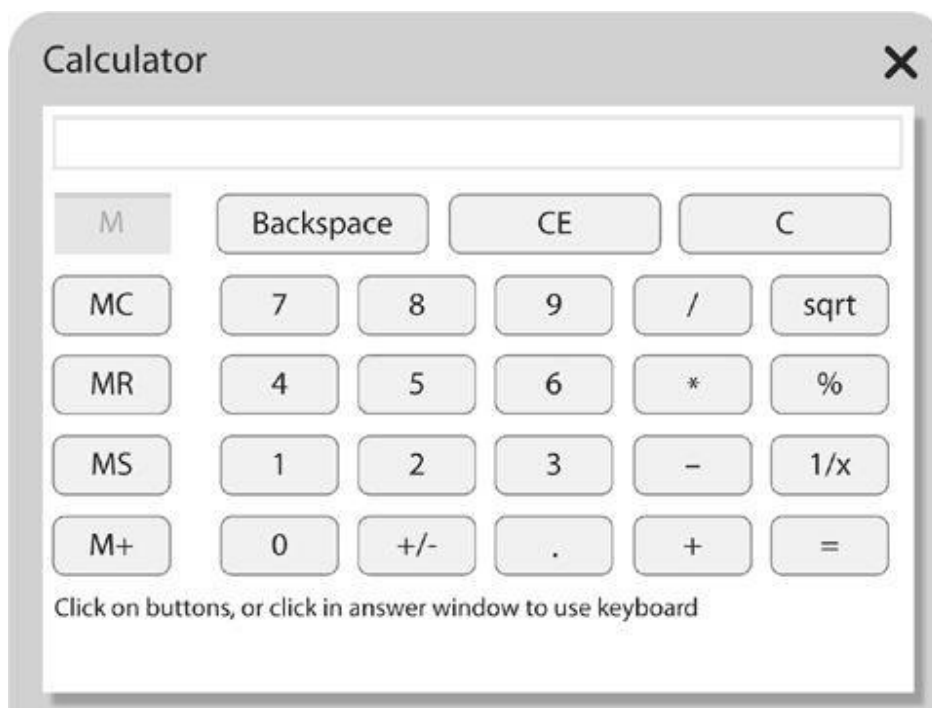 Calculator
M Backspace CE C
MC 7 8 9 / sqrt
MR 4 5 6 * %
MS 1 2 3 – 1/x
M+ 0 +/- . + =
Click on buttons, or click in answer window to use keyboard